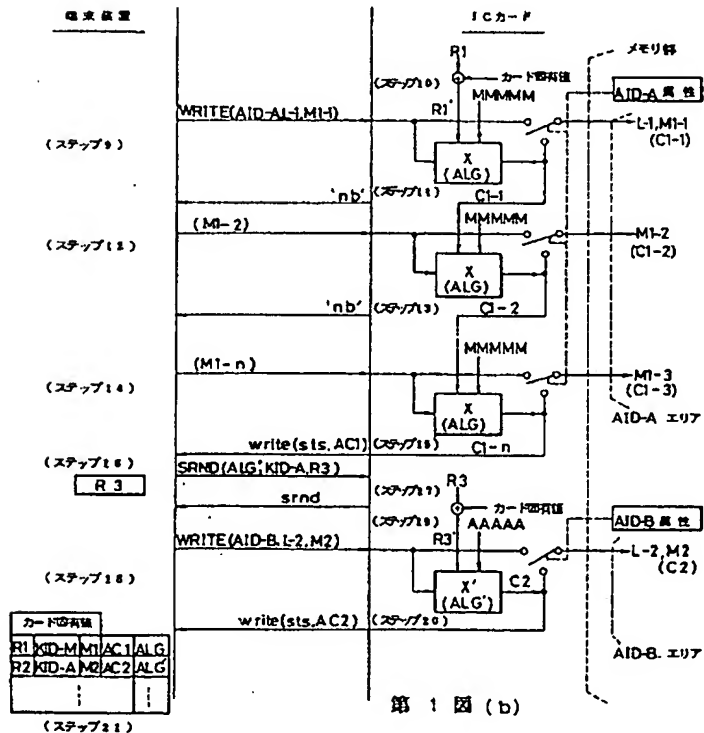 端末装置
ICカード
R1
メモリ部
(ステップ10)
カード固有値
MMMMM
AID-A 属性
WRITE(AID-A,L-1,M1-1)
R1'
L-1,M1-1
(C1-1)
(ステップ9)
X
(ALG)
'nb'
(ステップ11)
C1-1
(M1-2)
MMMMM
M1-2
(C1-2)
(ステップ12)
X
(ALG)
'nb'
(ステップ13)
C1-2
(M1-n)
MMMMM
M1-3
(C1-3)
(ステップ14)
X
(ALG)
AID-A エリア
write(sts,AC1)
(ステップ15)
C1-n
(ステップ16)
SRND(ALG',KID-A,R3)
R3
srnd
(ステップ17)
R3
カード固有値
(ステップ19)
AAAAA
AID-B 属性
WRITE(AID-B,L-2,M2)
R3'
L-2,M2
(C2)
(ステップ18)
X'
(ALG')
C2
write(sts,AC2)
(ステップ20)
カード固有値
R1 KID-M M1 AC1 ALG
R2 KID-A M2 AC2 ALG'
AID-B エリア
第 1 図 (b)
(ステップ21)